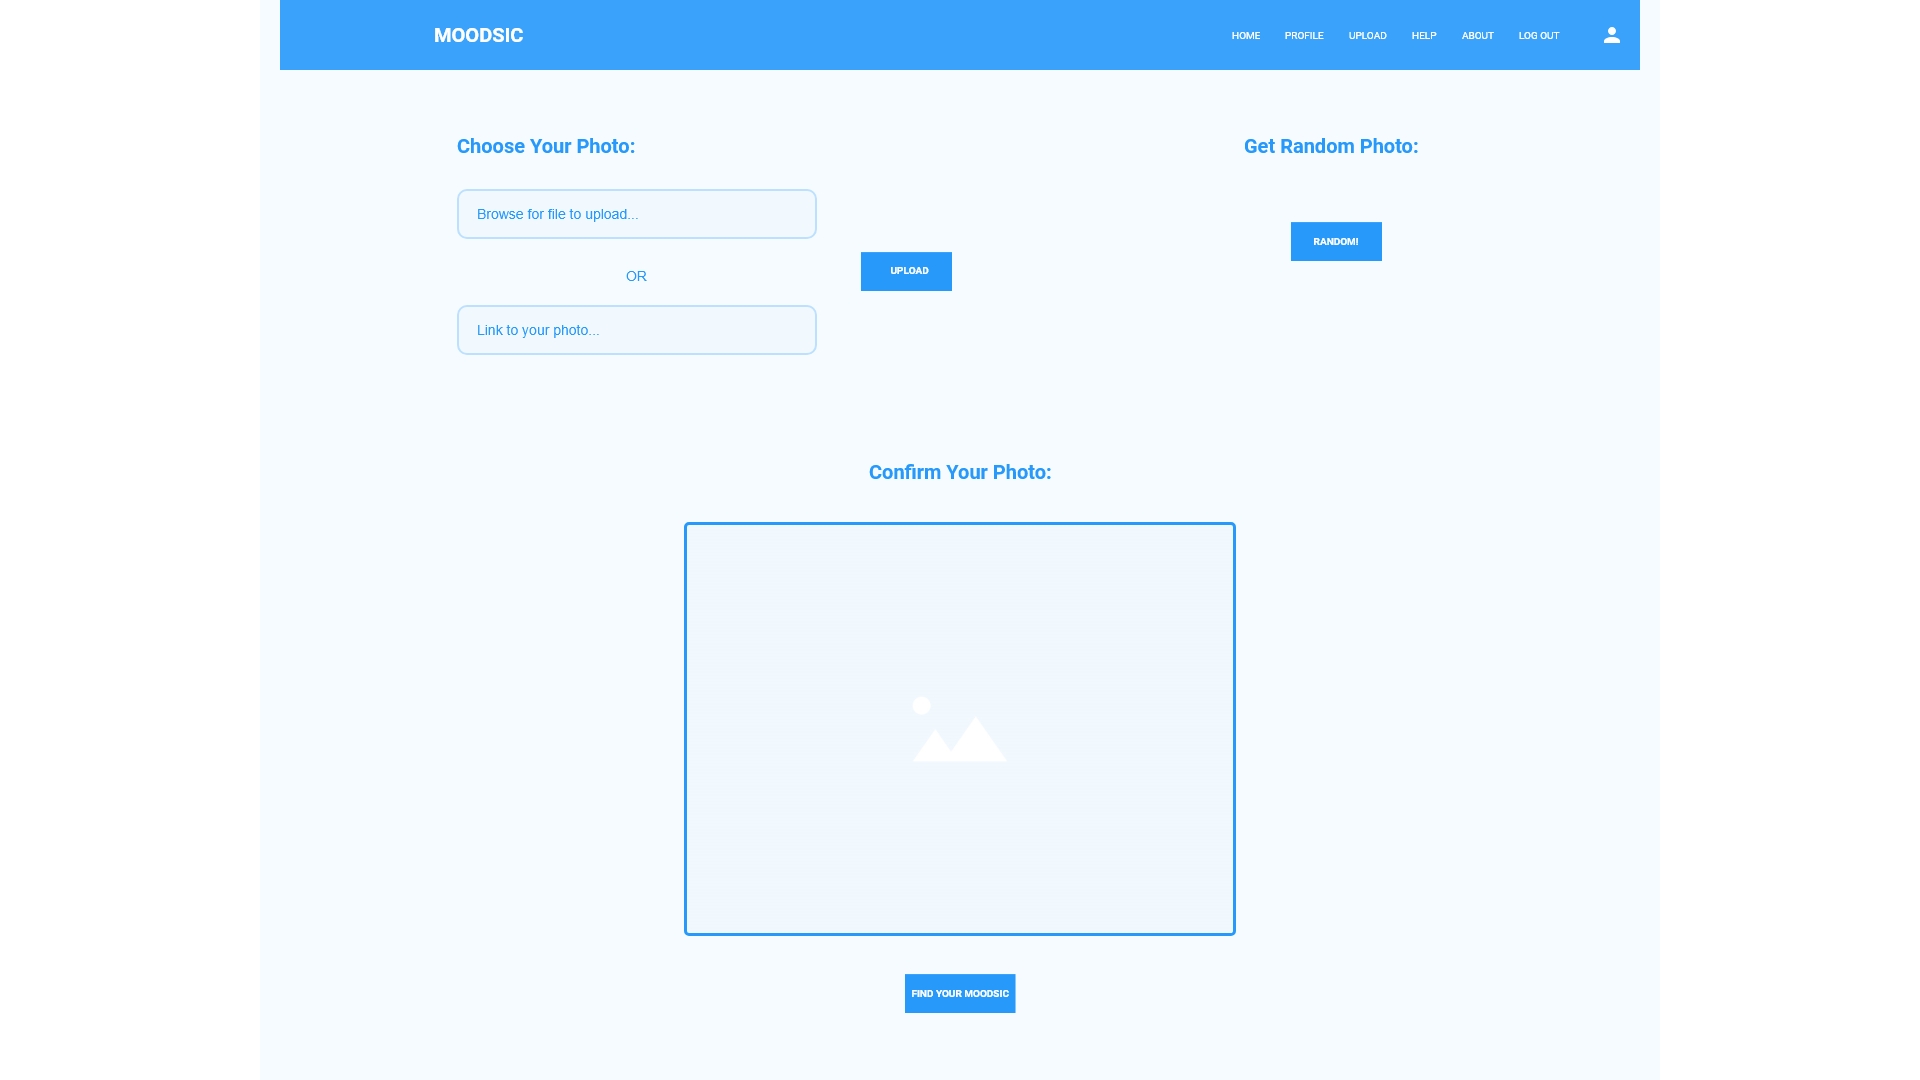 MOODSIC
HOME PROFILE UPLOAD HELP ABOUT LOG OUT
Choose Your Photo:
Browse for file to upload...
OR
Link to your photo...
UPLOAD
Get Random Photo:
RANDOM!
Confirm Your Photo:
FIND YOUR MOODSIC